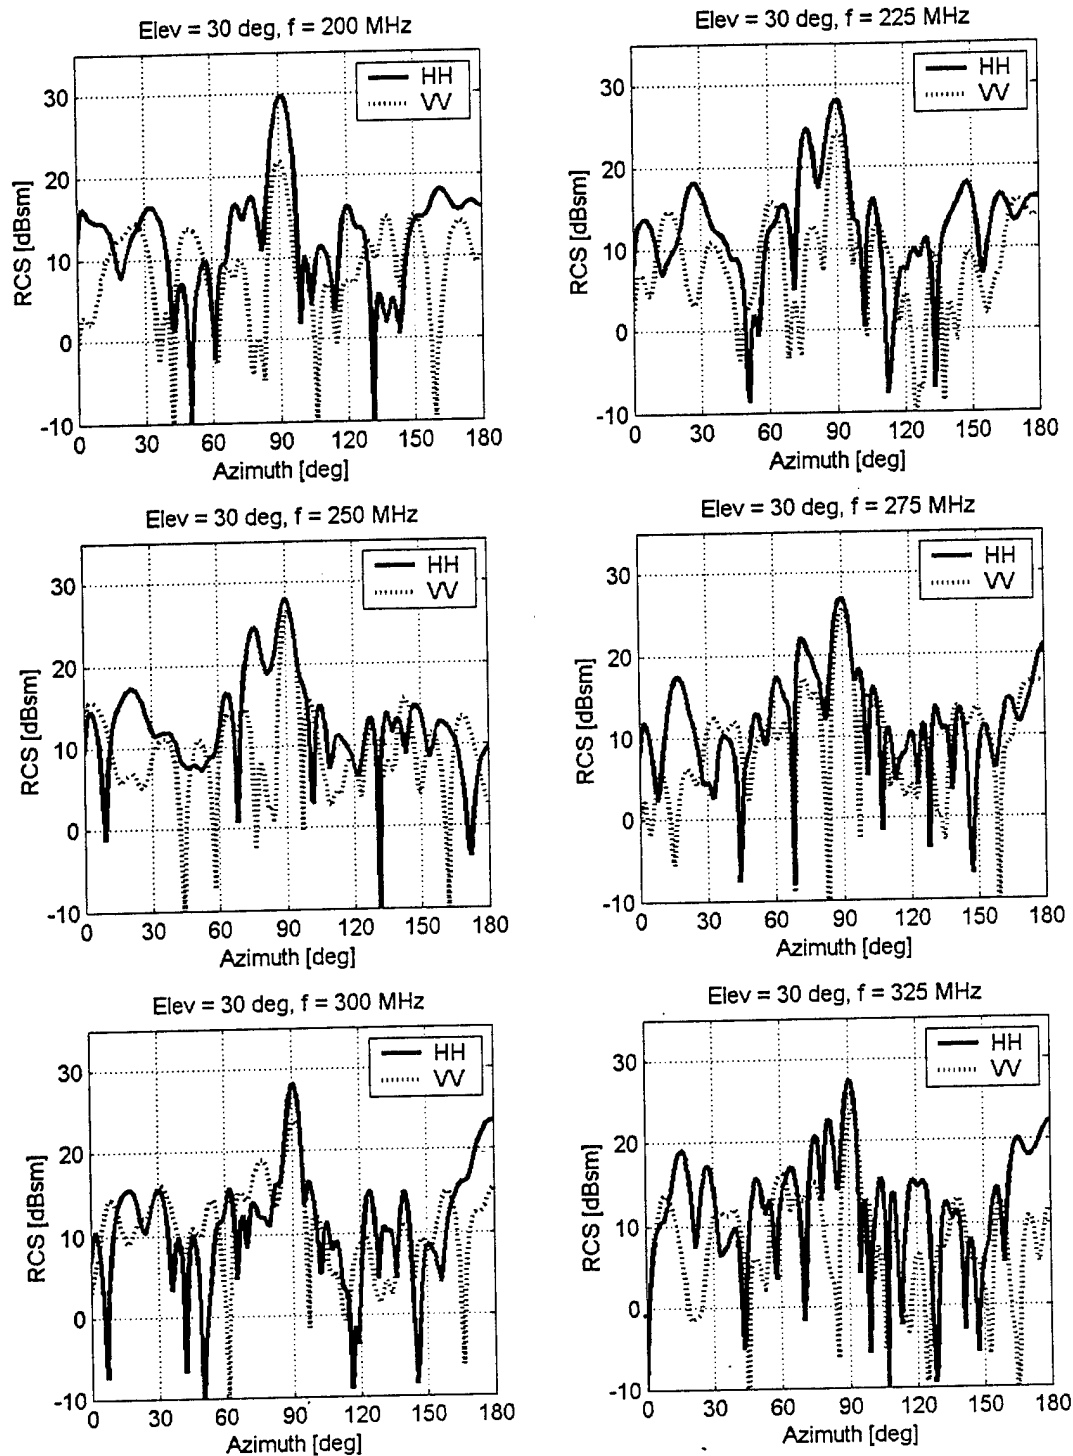 Elev = 30 deg, f = 200 MHz
HH
VV
RCS [dBsm]
30
20
10
0
-10
0 30 60 90 120 150 180
Azimuth [deg]
Elev = 30 deg, f = 225 MHz
HH
VV
RCS [dBsm]
30
20
10
0
-10
0 30 60 90 120 150 180
Azimuth [deg]
Elev = 30 deg, f = 250 MHz
HH
VV
RCS [dBsm]
30
20
10
0
-10
0 30 60 90 120 150 180
Azimuth [deg]
Elev = 30 deg, f = 275 MHz
HH
VV
RCS [dBsm]
30
20
10
0
-10
0 30 60 90 120 150 180
Azimuth [deg]
Elev = 30 deg, f = 300 MHz
HH
VV
RCS [dBsm]
30
20
10
0
-10
0 30 60 90 120 150 180
Azimuth [deg]
Elev = 30 deg, f = 325 MHz
HH
VV
RCS [dBsm]
30
20
10
0
-10
0 30 60 90 120 150 180
Azimuth [deg]